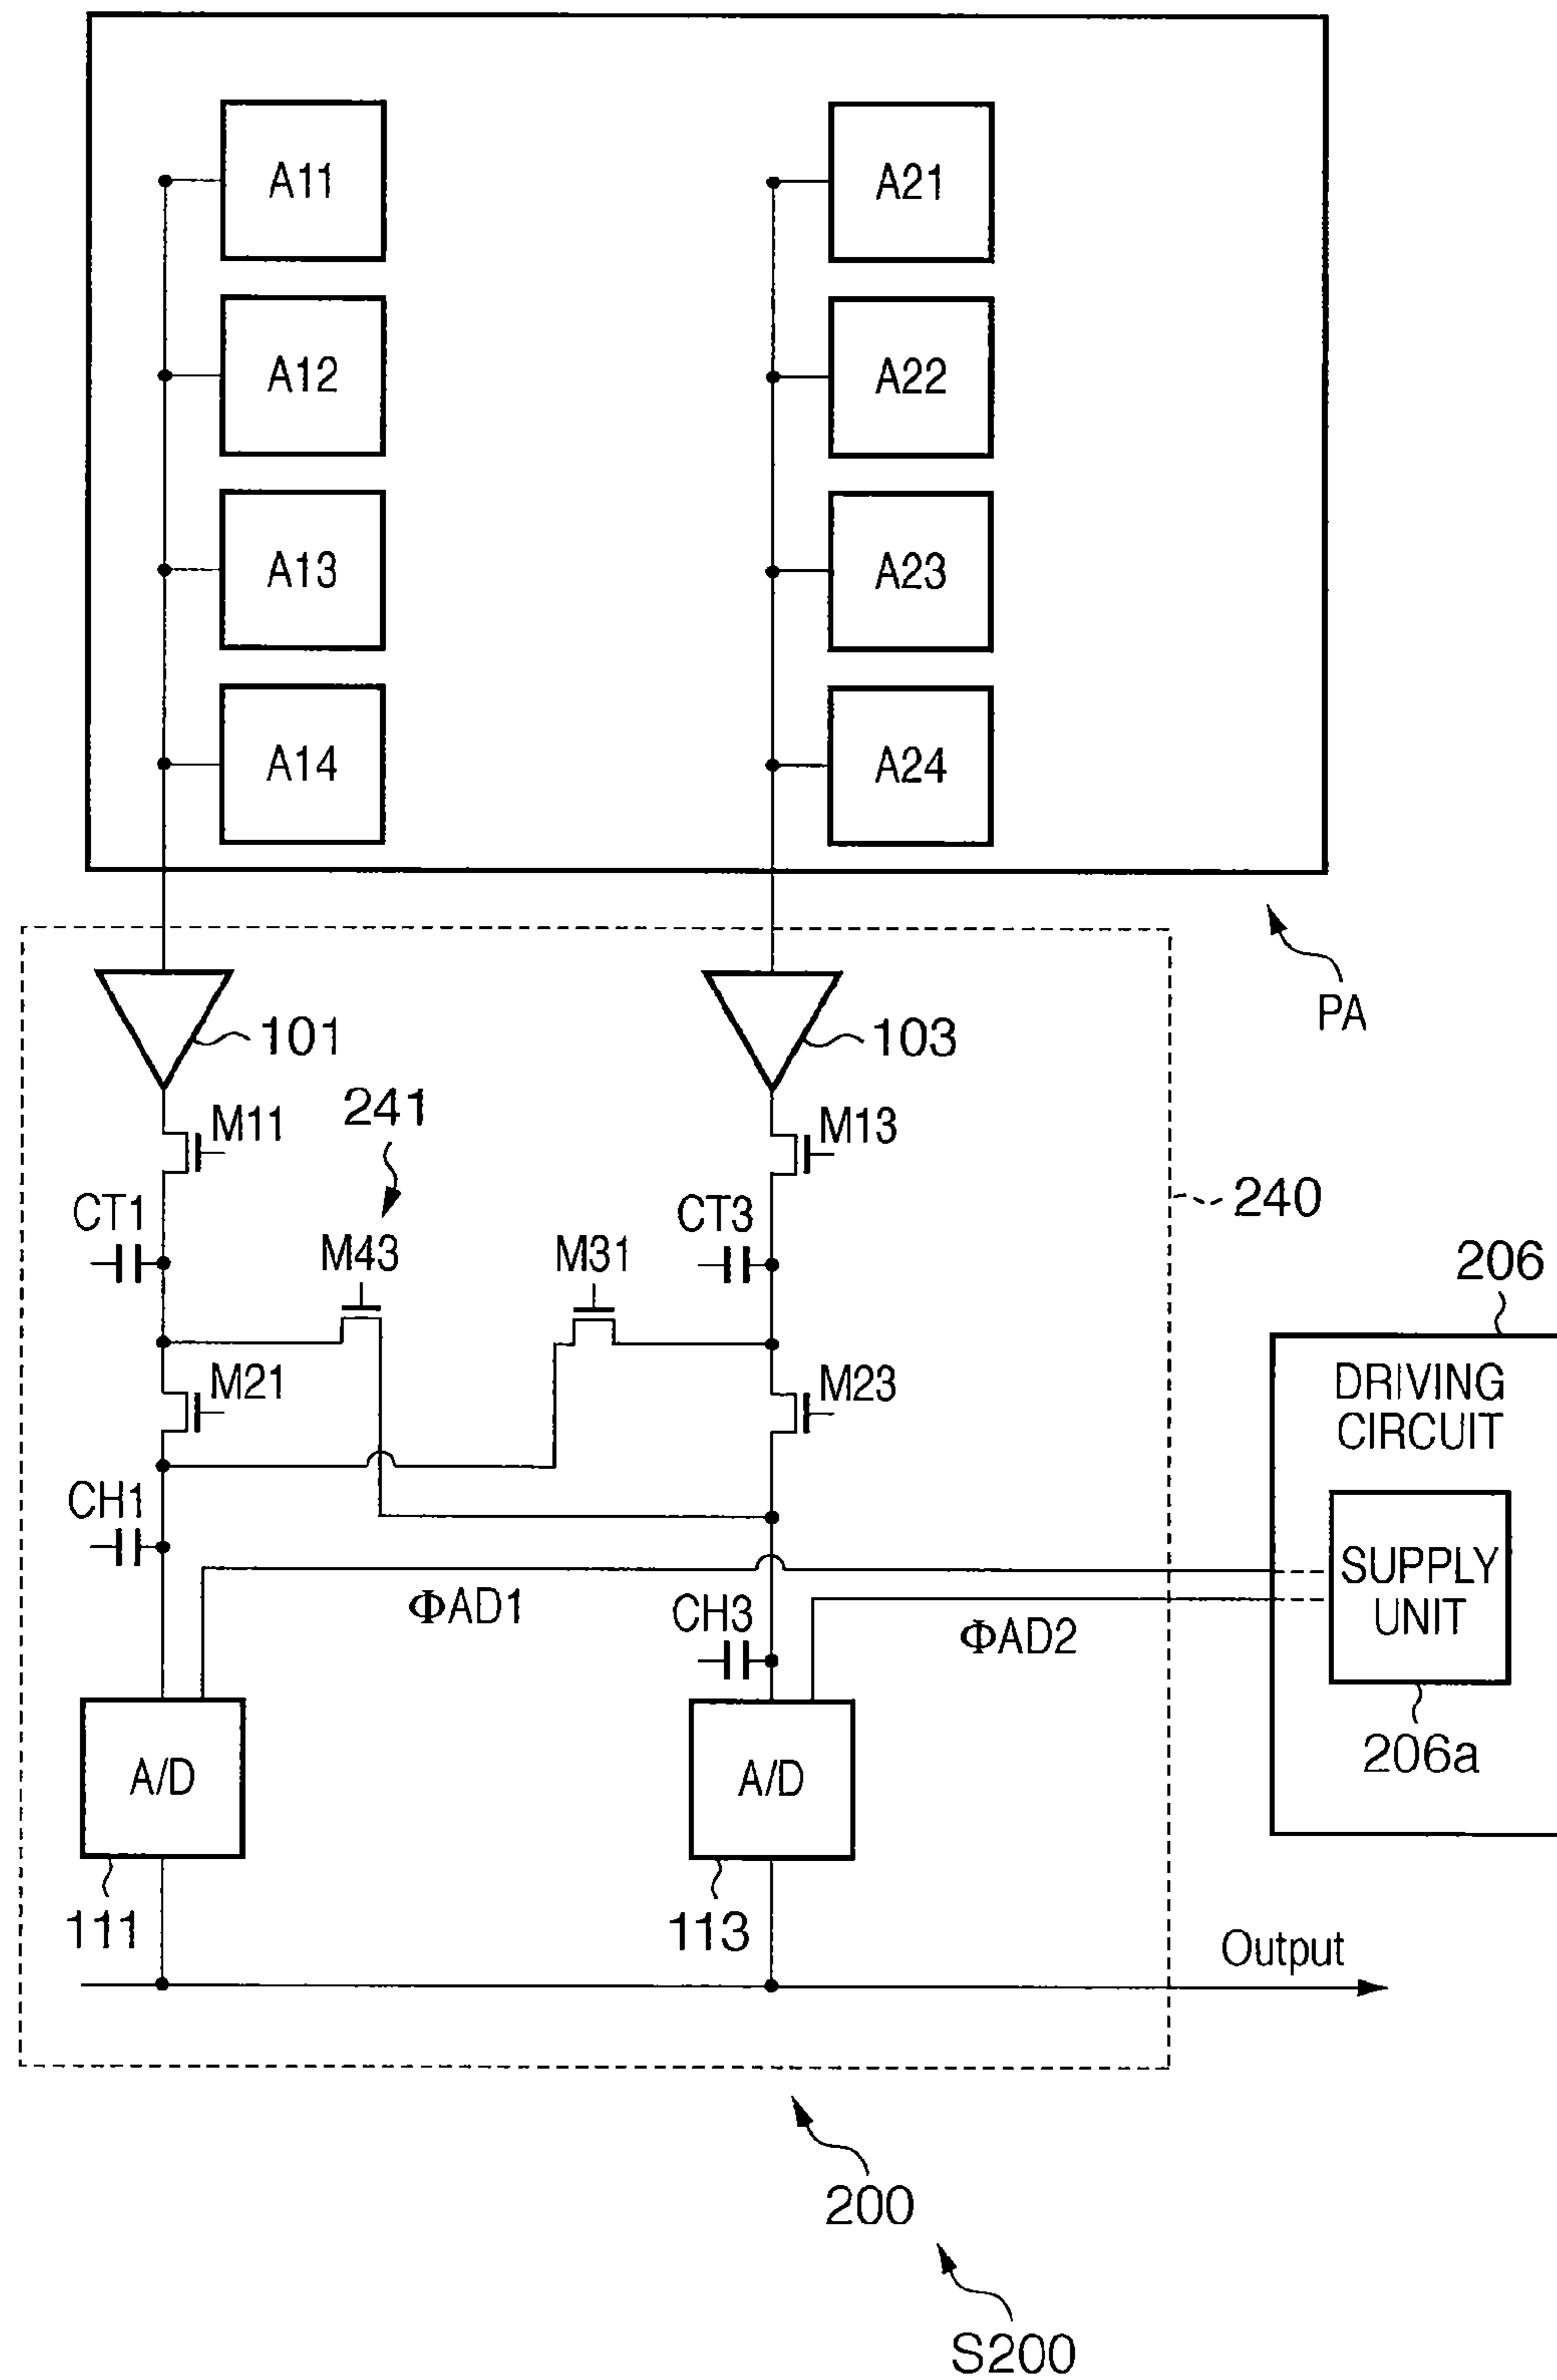 A11 A21
A12 A22
A13 A23
A14 A24
PA
101 103
241
M11 M13
CT1 CT3
240
M43 M31
206
M21 M23
DRIVING
CIRCUIT
CH1
SUPPLY
UNIT
ΦAD1 CH3
ΦAD2
206a
A/D A/D
111 113
Output
200
S200